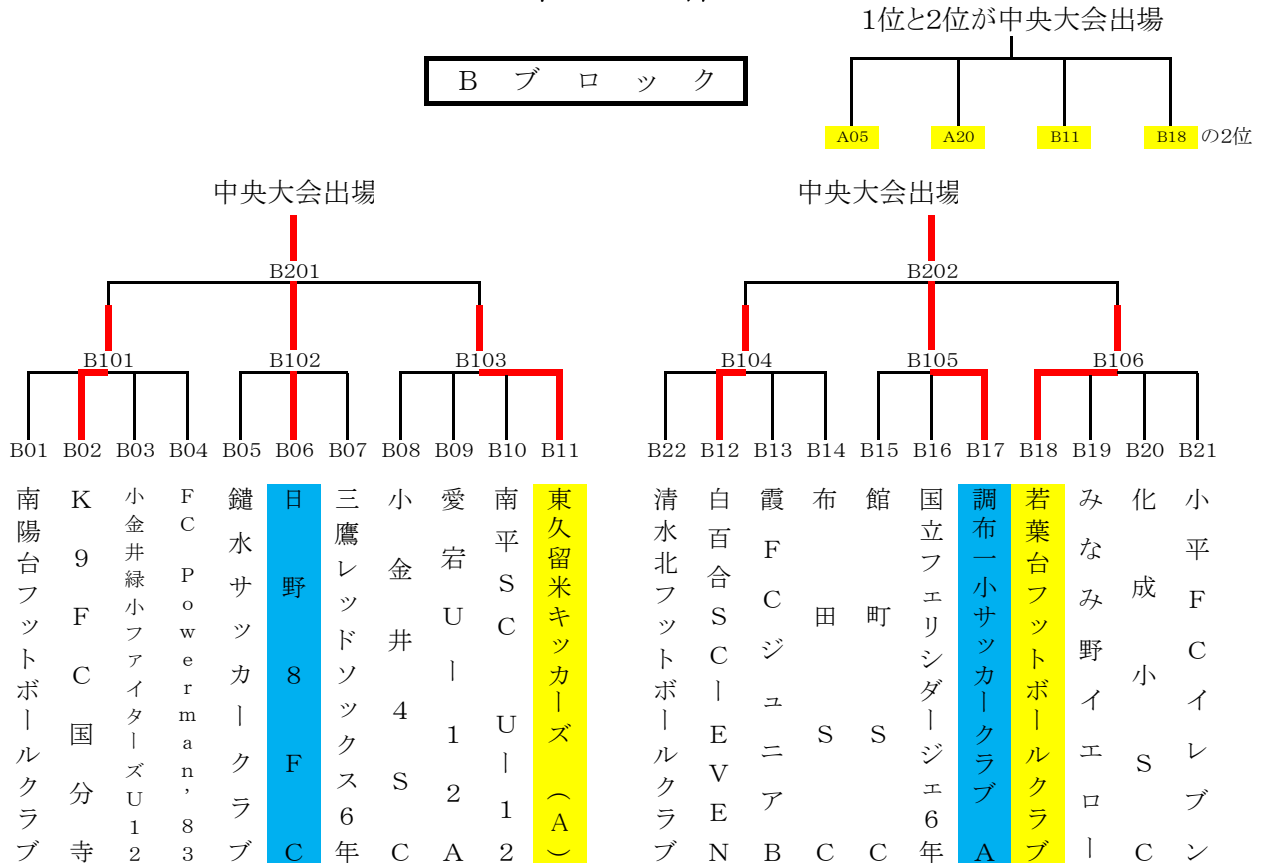 1位と2位が中央大会出場
Bブロック
A05 A20 B11 B18 の2位
中央大会出場 中央大会出場
B201 B202
B101 B102 B103 B104 B105 B106
B01 B02 B03 B04 B05 B06 B07 B08 B09 B10 B11 B22 B12 B13 B14 B15 B16 B17 B18 B19 B20 B21
南陽台フットボールクラブ
K9FC国分寺
小金井緑小ファイターズU12
FC Powerman’83
鑓水サッカークラブ
日野8FC
三鷹レッドソックス6年
小金井4SC
愛宕U-12A
南平SC U-12
東久留米キッカーズ (A)
清水北フットボールクラブ
白百合SC-EVEN
霞FCジュニアB
布田SC
館町SC
国立フェリシダージェ6年
調布一小サッカークラブ A
若葉台フットボールクラブ
みなみ野イエロー
化成小SC
小平FCイレブン